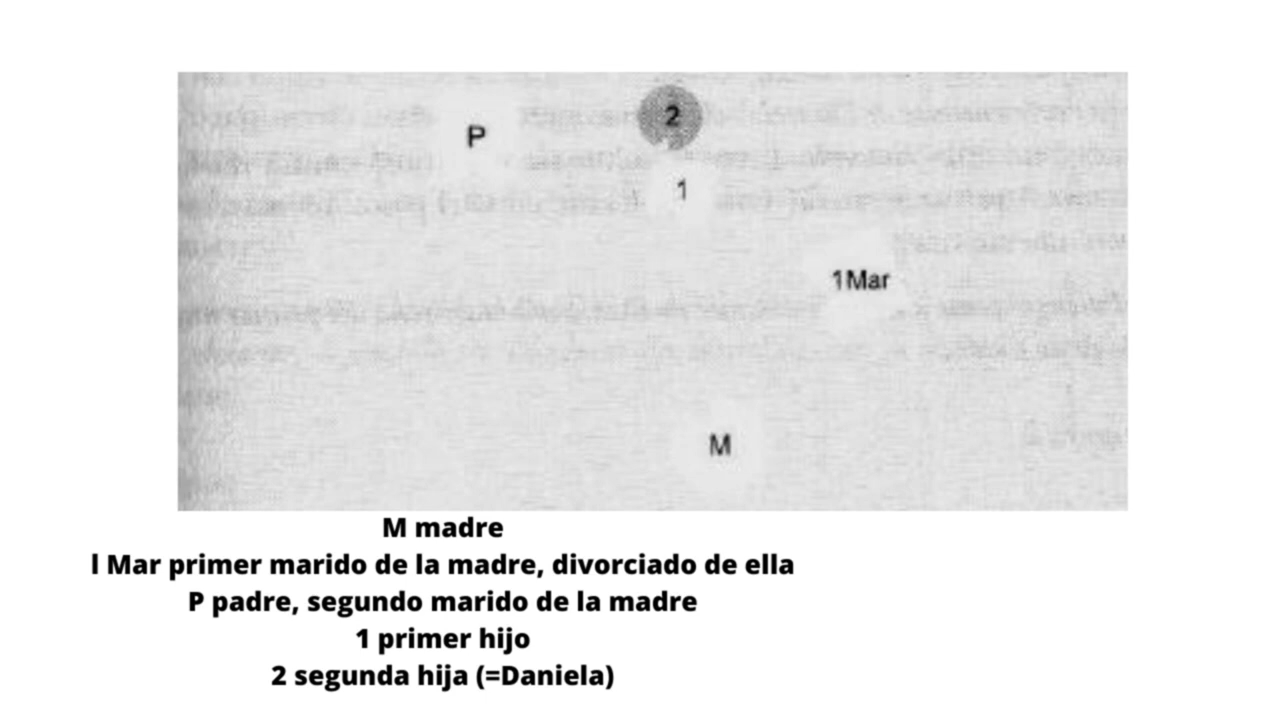 2
P
1
1Mar
M
M madre
l Mar primer marido de la madre, divorciado de ella
P padre, segundo marido de la madre
1 primer hijo
2 segunda hija (=Daniela)